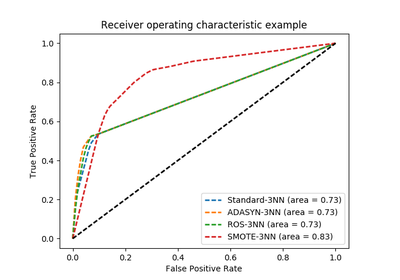 Receiver operating characteristic example
True Positive Rate
1.0
0.8
0.6
0.4
0.2
0.0
Standard-3NN (area = 0.73)
ADASYN-3NN (area = 0.73)
ROS-3NN (area = 0.73)
SMOTE-3NN (area = 0.83)
0.0 0.2 0.4 0.6 0.8 1.0
False Positive Rate